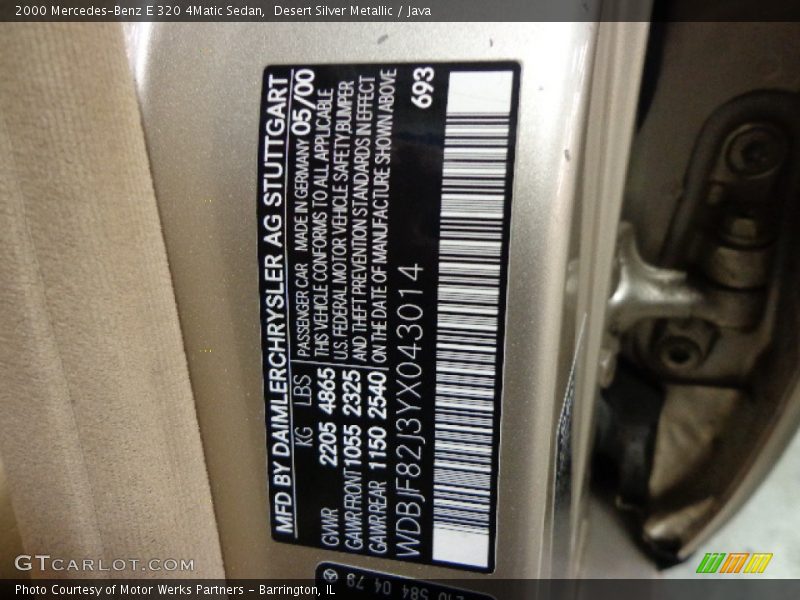 2000 Mercedes-Benz E 320 4Matic Sedan, Desert Silver Metallic / Java
MFD BY DAIMLERCHRYSLER AG STUTTGART
KG LBS
GVWR 2205 4865
GAWR FRONT 1055 2325
GAWR REAR 1150 2540
PASSENGER CAR MADE IN GERMANY 05/00
THIS VEHICLE CONFORMS TO ALL APPLICABLE
U.S. FEDERAL MOTOR VEHICLE SAFETY, BUMPER
AND THEFT PREVENTION STANDARDS IN EFFECT
ON THE DATE OF MANUFACTURE SHOWN ABOVE
WDBJF82J3YX043014 693
584 04 79
GTCARLOT.COM
Photo Courtesy of Motor Werks Partners - Barrington, IL